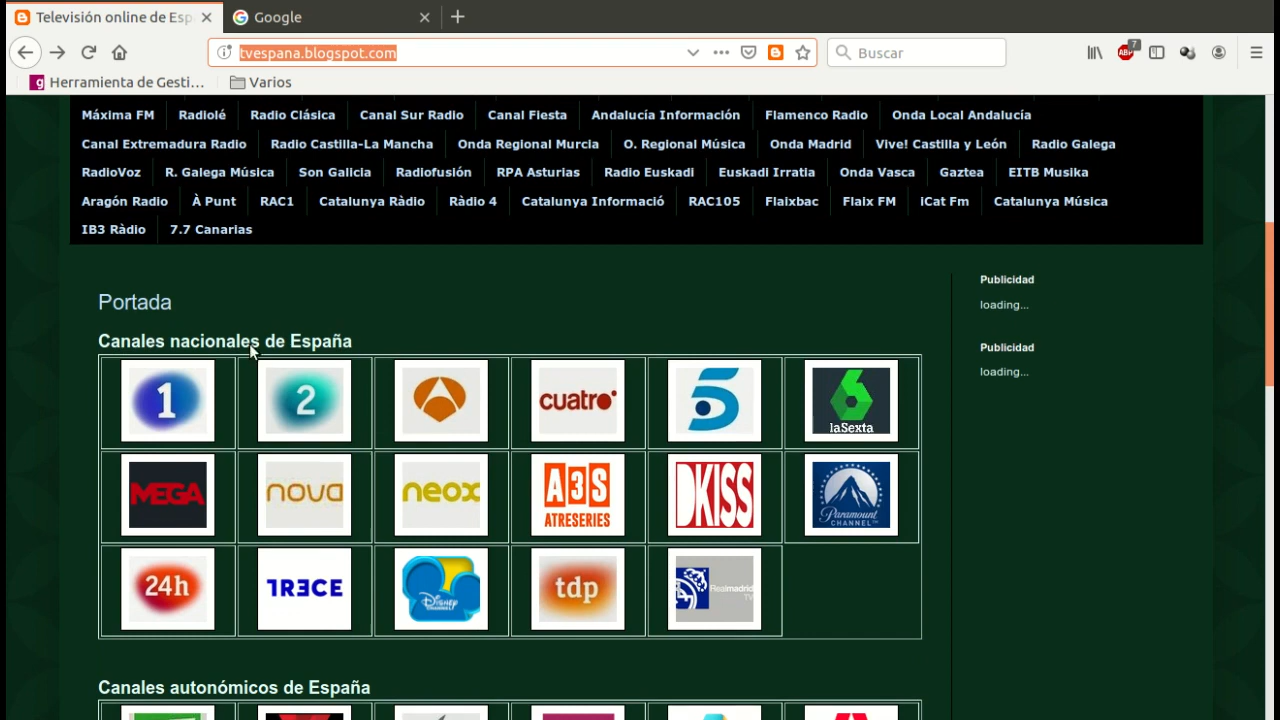 Televisión online de Esp
Google
tvespana.blogspot.com
Buscar
7
ABP
g Herramienta de Gesti…
Varios
Máxima FM Radiolé Radio Clásica Canal Sur Radio Canal Fiesta Andalucía Información Flamenco Radio Onda Local Andalucía
Canal Extremadura Radio Radio Castilla-La Mancha Onda Regional Murcia O. Regional Música Onda Madrid Vive! Castilla y León Radio Galega
RadioVoz R. Galega Música Son Galicia Radiofusión RPA Asturias Radio Euskadi Euskadi Irratia Onda Vasca Gaztea EITB Musika
Aragón Radio À Punt RAC1 Catalunya Ràdio Ràdio 4 Catalunya Informació RAC105 Flaixbac Flaix FM iCat Fm Catalunya Música
IB3 Ràdio 7.7 Canarias
Publicidad
loading...
Portada
Canales nacionales de España
Publicidad
loading...
1 2 cuatro 5 6 laSexta
MEGA nova neox A3S ATRESERIES DKISS Paramount CHANNEL
24h TRECE Disney CHANNEL tdp Realmadrid TV
Canales autonómicos de España